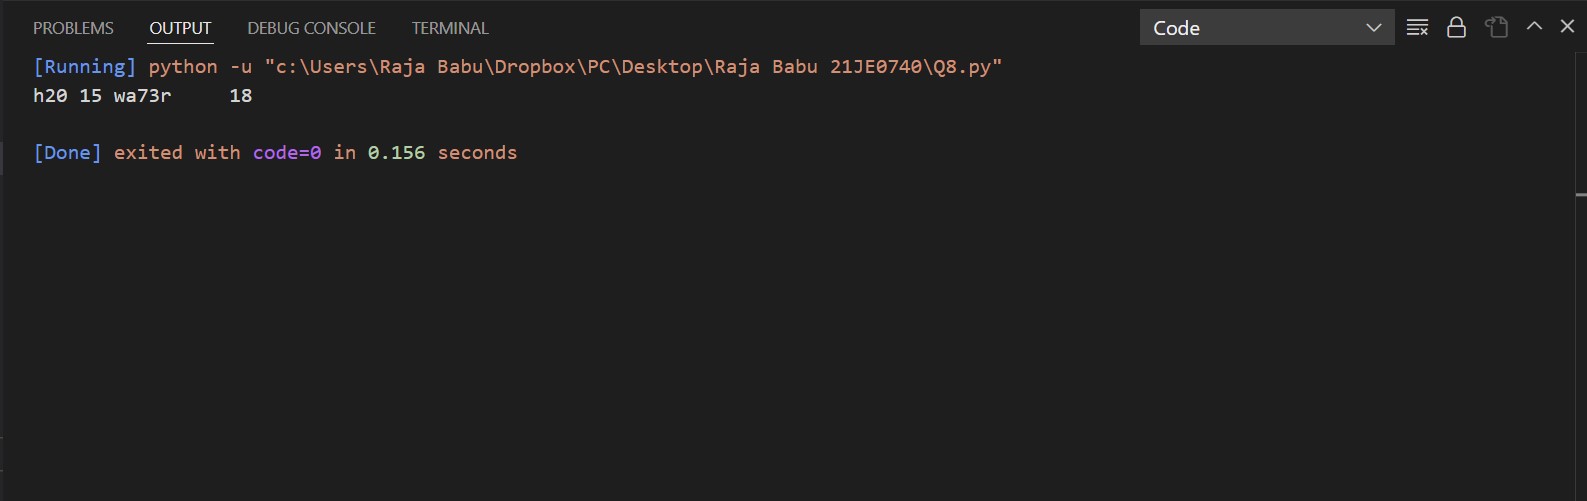 PROBLEMS OUTPUT DEBUG CONSOLE TERMINAL Code
[Running] python -u "c:\Users\Raja Babu\Dropbox\PC\Desktop\Raja Babu 21JE0740\Q8.py"
h20 15 wa73r     18
[Done] exited with code=0 in 0.156 seconds